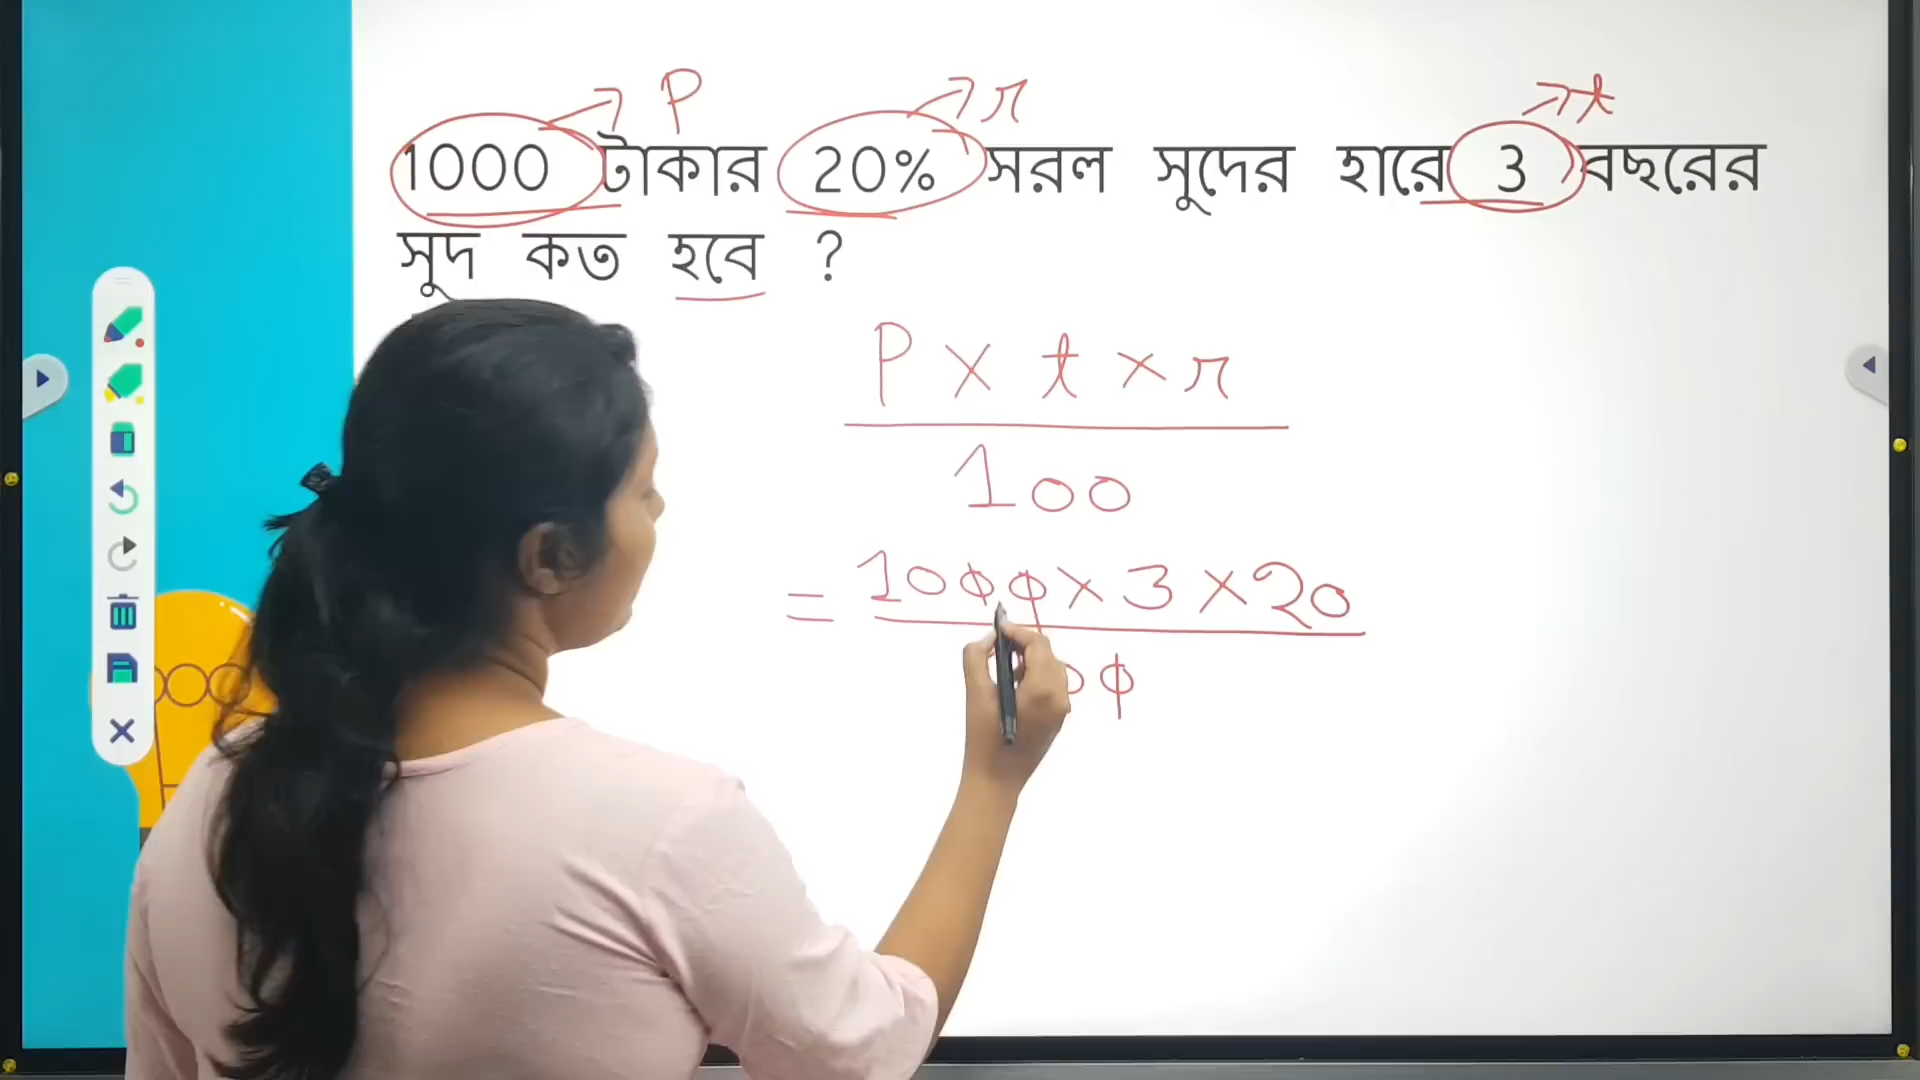 P r t
1000 টাকার 20% সরল সুদের হারে 3 বছরের
সুদ কত হবে ?
P × t × r
100
= 1000 × 3 × 20